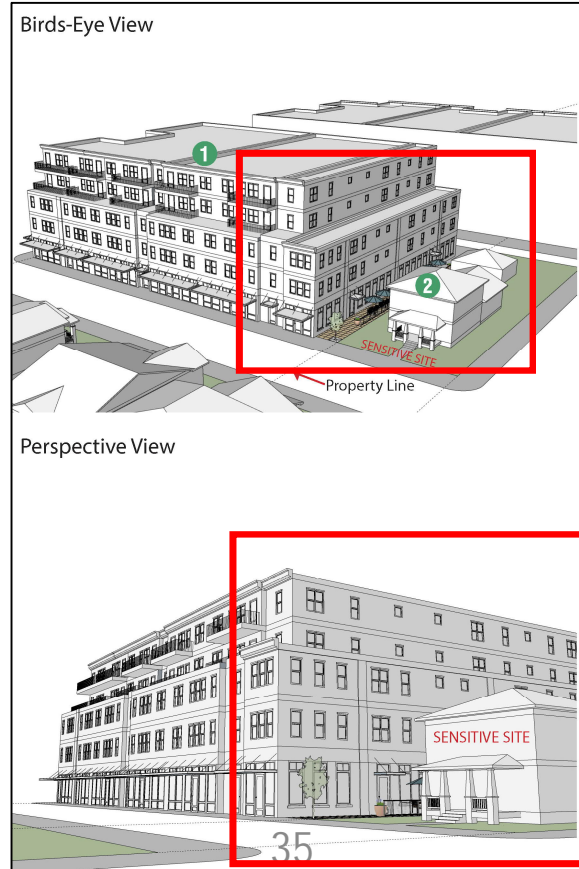 Birds-Eye View
1
2
SENSITIVE SITE
Property Line
Perspective View
SENSITIVE SITE
35